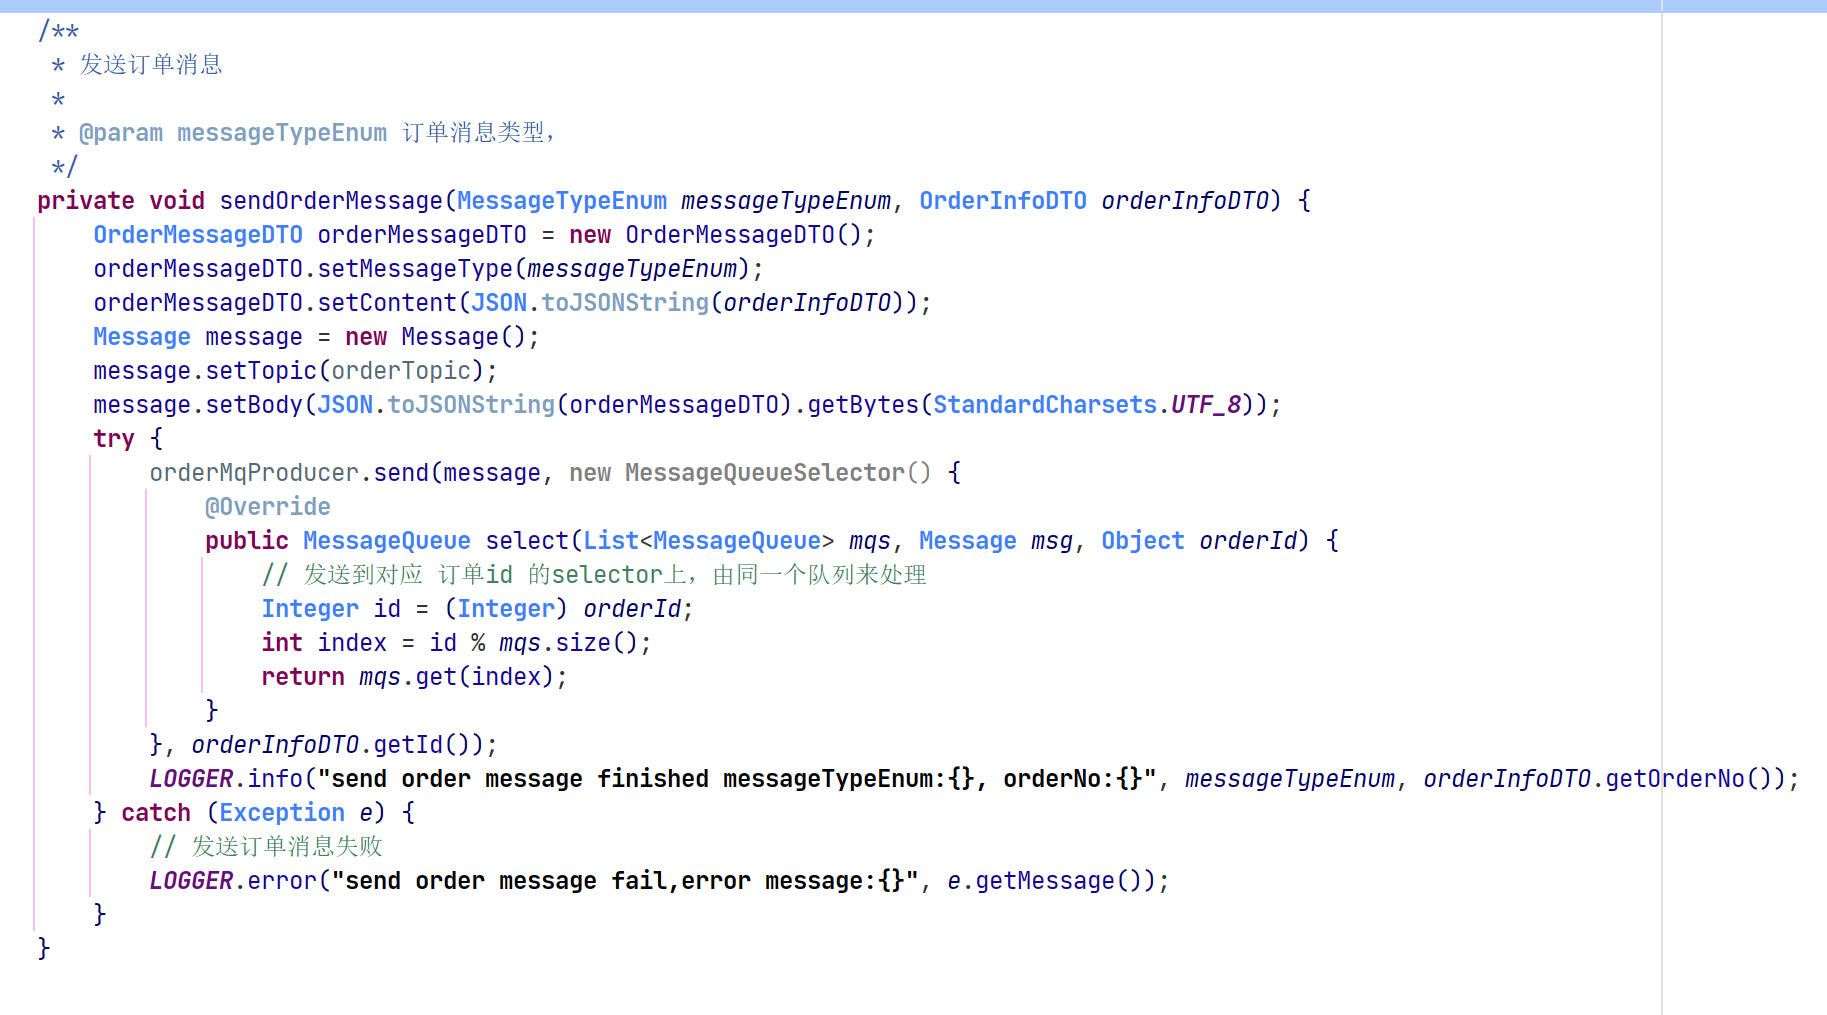 /**
 * 发送订单消息
 *
 * @param messageTypeEnum 订单消息类型，
 */
private void sendOrderMessage(MessageTypeEnum messageTypeEnum, OrderInfoDTO orderInfoDTO) {
    OrderMessageDTO orderMessageDTO = new OrderMessageDTO();
    orderMessageDTO.setMessageType(messageTypeEnum);
    orderMessageDTO.setContent(JSON.toJSONString(orderInfoDTO));
    Message message = new Message();
    message.setTopic(orderTopic);
    message.setBody(JSON.toJSONString(orderMessageDTO).getBytes(StandardCharsets.UTF_8));
    try {
        orderMqProducer.send(message, new MessageQueueSelector() {
            @Override
            public MessageQueue select(List<MessageQueue> mqs, Message msg, Object orderId) {
                // 发送到对应 订单id 的selector上，由同一个队列来处理
                Integer id = (Integer) orderId;
                int index = id % mqs.size();
                return mqs.get(index);
            }
        }, orderInfoDTO.getId());
        LOGGER.info("send order message finished messageTypeEnum:{}, orderNo:{}", messageTypeEnum, orderInfoDTO.getOrderNo());
    } catch (Exception e) {
        // 发送订单消息失败
        LOGGER.error("send order message fail,error message:{}", e.getMessage());
    }
}